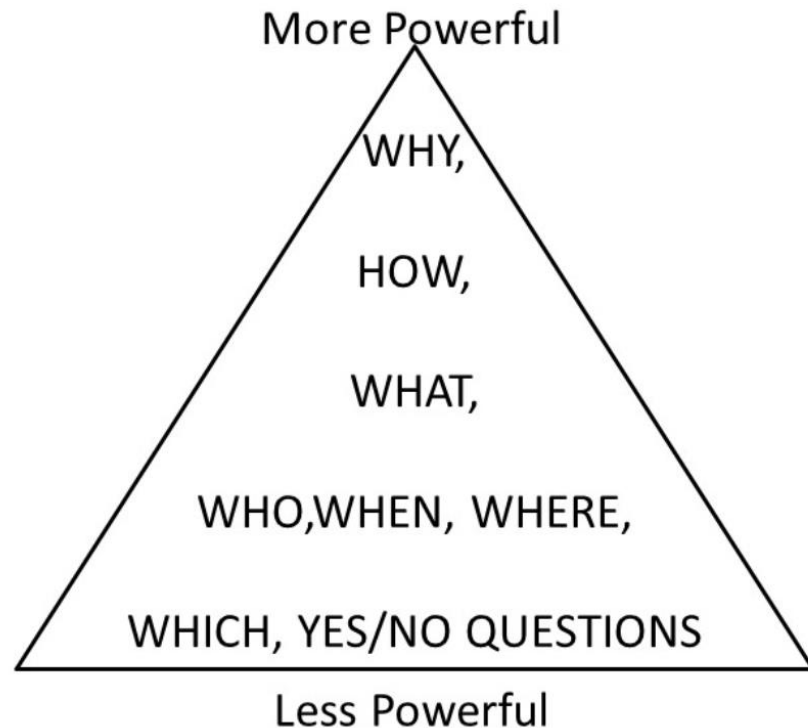 More Powerful
WHY,
HOW,
WHAT,
WHO,WHEN, WHERE,
WHICH, YES/NO QUESTIONS
Less Powerful